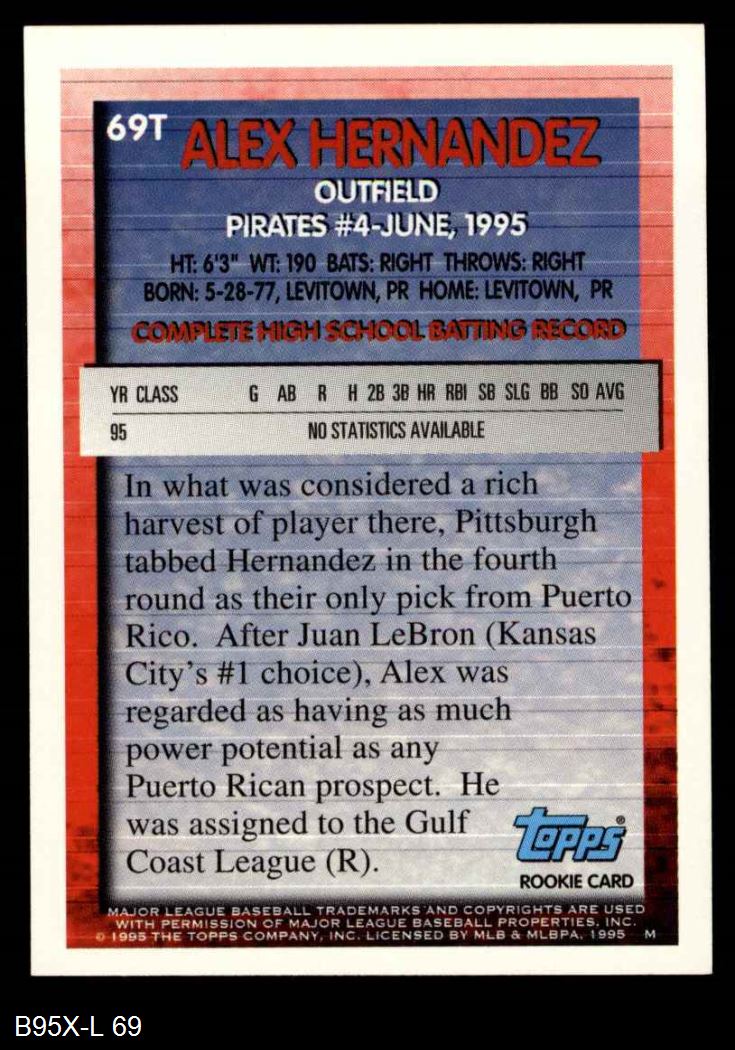 69T ALEX HERNANDEZ
OUTFIELD
PIRATES #4-JUNE, 1995
HT: 6'3" WT: 190 BATS: RIGHT THROWS: RIGHT
BORN: 5-28-77, LEVITOWN, PR HOME: LEVITOWN, PR
COMPLETE HIGH SCHOOL BATTING RECORD
YR CLASS G AB R H 2B 3B HR RBI SB SLG BB SO AVG
95 NO STATISTICS AVAILABLE
In what was considered a rich
harvest of player there, Pittsburgh
tabbed Hernandez in the fourth
round as their only pick from Puerto
Rico. After Juan LeBron (Kansas
City's #1 choice), Alex was
regarded as having as much
power potential as any
Puerto Rican prospect. He
was assigned to the Gulf
Coast League (R).
topps®
ROOKIE CARD
MAJOR LEAGUE BASEBALL TRADEMARKS AND COPYRIGHTS ARE USED
WITH PERMISSION OF MAJOR LEAGUE BASEBALL PROPERTIES, INC.
© 1995 THE TOPPS COMPANY, INC. LICENSED BY MLB & MLBPA, 1995 M
B95X-L 69